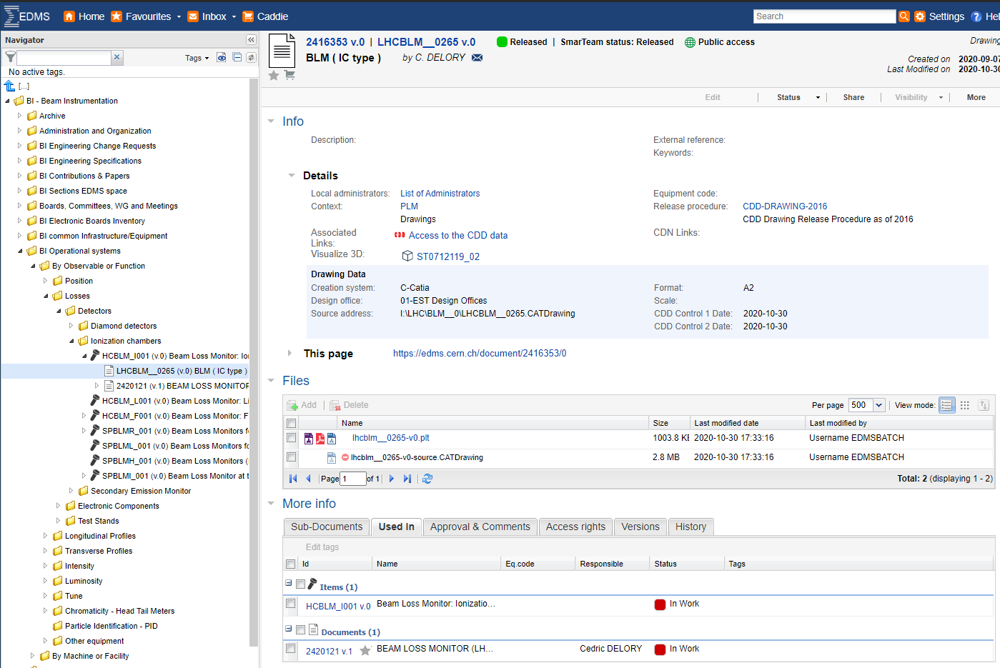 EDMS Home Favourites Inbox Caddie Search Settings Hel
Navigator
Tags
No active tags.
[...]
BI - Beam Instrumentation
Archive
Administration and Organization
BI Engineering Change Requests
BI Engineering Specifications
BI Contributions & Papers
BI Sections EDMS space
Boards, Committees, WG and Meetings
BI Electronic Boards Inventory
BI common Infrastructure/Equipment
BI Operational systems
By Observable or Function
Position
Losses
Detectors
Diamond detectors
Ionization chambers
HCBLM_I001 (v.0) Beam Loss Monitor: Ior
LHCBLM__0265 (v.0) BLM ( IC type )
2420121 (v.1) BEAM LOSS MONITOR
HCBLM_L001 (v.0) Beam Loss Monitor: Li
HCBLM_F001 (v.0) Beam Loss Monitor: F
SPBLMR_001 (v.0) Beam Loss Monitors fo
SPBLML_001 (v.0) Beam Loss Monitors fo
SPBLMH_001 (v.0) Beam Loss Monitors (
SPBLMI_001 (v.0) Beam Loss Monitor at t
Secondary Emission Monitor
Electronic Components
Test Stands
Longitudinal Profiles
Transverse Profiles
Intensity
Luminosity
Tune
Chromaticity - Head Tail Meters
Particle Identification - PID
Other equipment
By Machine or Facility
2416353 v.0 | LHCBLM__0265 v.0 Released | SmarTeam status: Released Public access Drawing
BLM ( IC type ) by C. DELORY
Created on 2020-09-07
Last Modified on 2020-10-30
Edit | Status | Share | Visibility | More
Info
Description: External reference:
Keywords:
Details
Local administrators: List of Administrators Equipment code:
Context: PLM Release procedure: CDD-DRAWING-2016
Drawings CDD Drawing Release Procedure as of 2016
Associated Links: CDD Access to the CDD data CDN Links:
Visualize 3D: ST0712119_02
Drawing Data
Creation system: C-Catia Format: A2
Design office: 01-EST Design Offices Scale:
Source address: I:\LHC\BLM__0\LHCBLM__0265.CATDrawing CDD Control 1 Date: 2020-10-30
CDD Control 2 Date: 2020-10-30
This page https://edms.cern.ch/document/2416353/0
Files
Add | Delete Per page 500 | View mode:
Name Size Last modified date Last modified by
lhcblm__0265-v0.plt 1003.8 KE 2020-10-30 17:33:16 Username EDMSBATCH
lhcblm__0265-v0-source.CATDrawing 2.8 MB 2020-10-30 17:33:16 Username EDMSBATCH
Page 1 of 1 Total: 2 (displaying 1 - 2)
More info
Sub-Documents Used In Approval & Comments Access rights Versions History
Edit tags
Id Name Eq.code Responsible Status Tags
Items (1)
HCBLM_I001 v.0 Beam Loss Monitor: Ionizatio... In Work
Documents (1)
2420121 v.1 BEAM LOSS MONITOR (LH... Cedric DELORY In Work